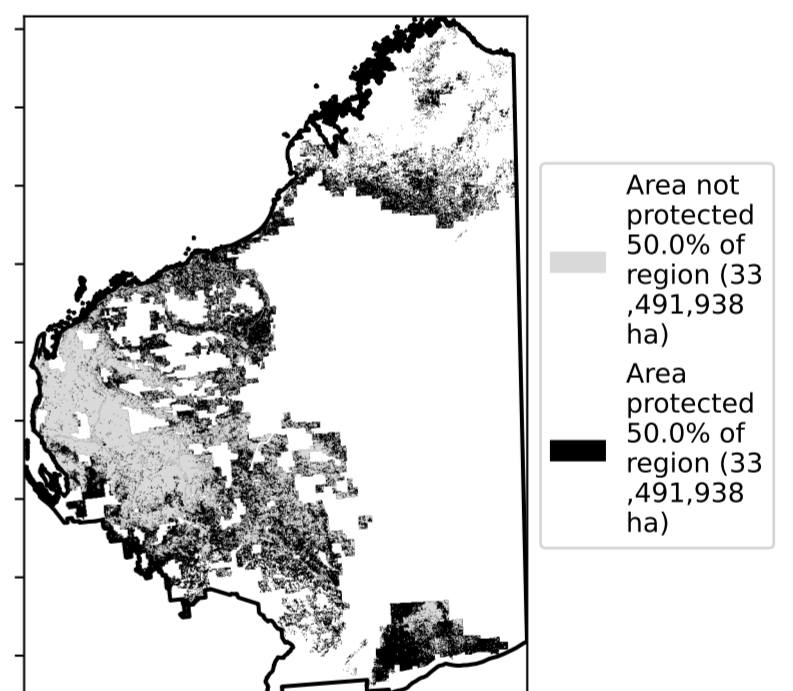 Area not
protected
50.0% of
region (33
,491,938
ha)
Area
protected
50.0% of
region (33
,491,938
ha)